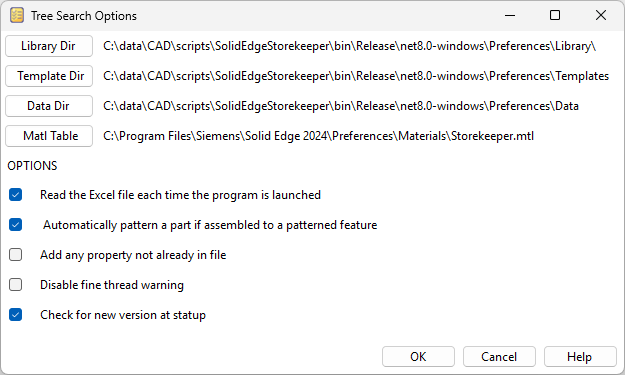 Tree Search Options
Library Dir C:\data\CAD\scripts\SolidEdgeStorekeeper\bin\Release\net8.0-windows\Preferences\Library\
Template Dir C:\data\CAD\scripts\SolidEdgeStorekeeper\bin\Release\net8.0-windows\Preferences\Templates
Data Dir C:\data\CAD\scripts\SolidEdgeStorekeeper\bin\Release\net8.0-windows\Preferences\Data
Matl Table C:\Program Files\Siemens\Solid Edge 2024\Preferences\Materials\Storekeeper.mtl
OPTIONS
Read the Excel file each time the program is launched
Automatically pattern a part if assembled to a patterned feature
Add any property not already in file
Disable fine thread warning
Check for new version at statup
OK Cancel Help